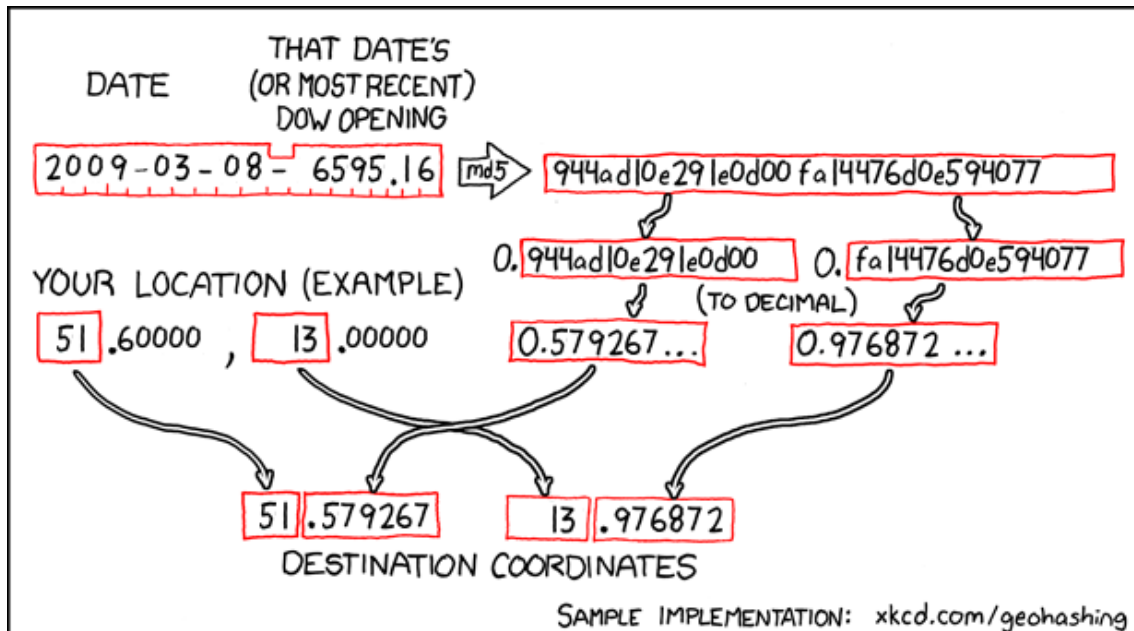 DATE
THAT DATE'S
(OR MOST RECENT)
DOW OPENING
2009-03-08- 6595.16
md5
944ad10e291e0d00fa14476d0e594077
0.944ad10e291e0d00
0.fa14476d0e594077
YOUR LOCATION (EXAMPLE)
(TO DECIMAL)
51.60000, 13.00000
0.579267...
0.976872...
51.579267
13.976872
DESTINATION COORDINATES
SAMPLE IMPLEMENTATION: xkcd.com/geohashing